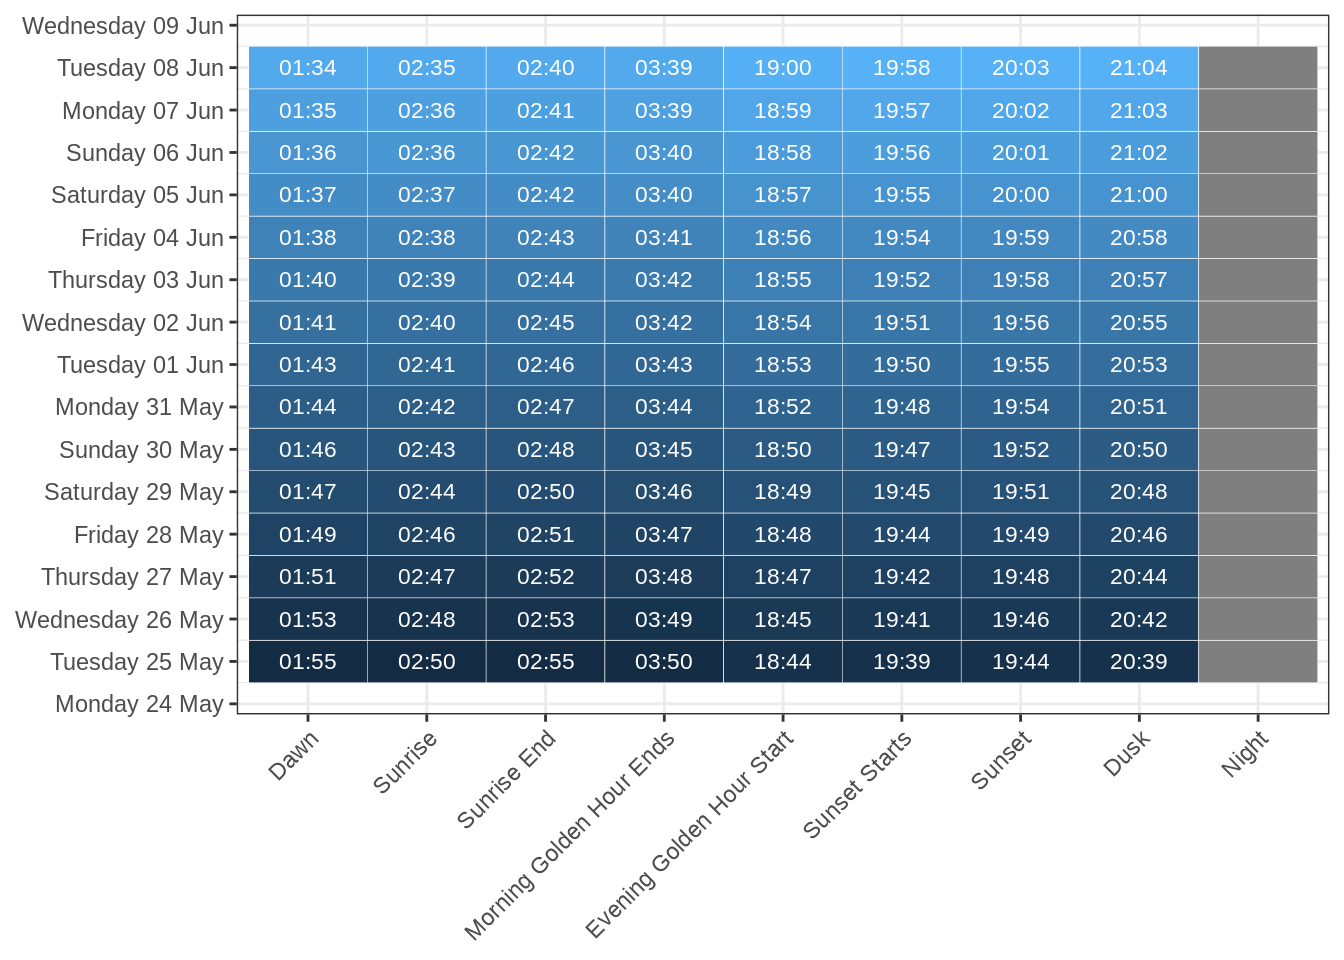 Wednesday 09 Jun
Tuesday 08 Jun 01:34 02:35 02:40 03:39 19:00 19:58 20:03 21:04
Monday 07 Jun 01:35 02:36 02:41 03:39 18:59 19:57 20:02 21:03
Sunday 06 Jun 01:36 02:36 02:42 03:40 18:58 19:56 20:01 21:02
Saturday 05 Jun 01:37 02:37 02:42 03:40 18:57 19:55 20:00 21:00
Friday 04 Jun 01:38 02:38 02:43 03:41 18:56 19:54 19:59 20:58
Thursday 03 Jun 01:40 02:39 02:44 03:42 18:55 19:52 19:58 20:57
Wednesday 02 Jun 01:41 02:40 02:45 03:42 18:54 19:51 19:56 20:55
Tuesday 01 Jun 01:43 02:41 02:46 03:43 18:53 19:50 19:55 20:53
Monday 31 May 01:44 02:42 02:47 03:44 18:52 19:48 19:54 20:51
Sunday 30 May 01:46 02:43 02:48 03:45 18:50 19:47 19:52 20:50
Saturday 29 May 01:47 02:44 02:50 03:46 18:49 19:45 19:51 20:48
Friday 28 May 01:49 02:46 02:51 03:47 18:48 19:44 19:49 20:46
Thursday 27 May 01:51 02:47 02:52 03:48 18:47 19:42 19:48 20:44
Wednesday 26 May 01:53 02:48 02:53 03:49 18:45 19:41 19:46 20:42
Tuesday 25 May 01:55 02:50 02:55 03:50 18:44 19:39 19:44 20:39
Monday 24 May
Dawn
Sunrise
Sunrise End
Morning Golden Hour Ends
Evening Golden Hour Start
Sunset Starts
Sunset
Dusk
Night